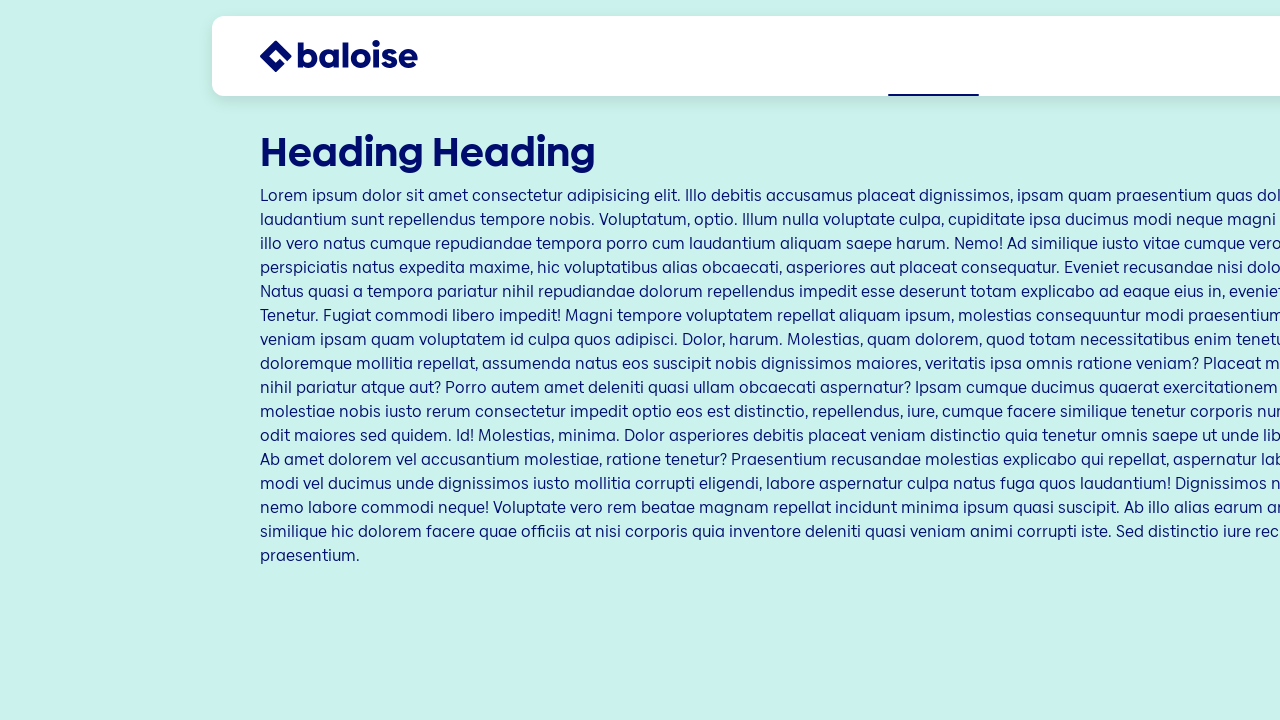 baloise
Heading Heading
Lorem ipsum dolor sit amet consectetur adipisicing elit. Illo debitis accusamus placeat dignissimos, ipsam quam praesentium quas
laudantium sunt repellendus tempore nobis. Voluptatum, optio. Illum nulla voluptate culpa, cupiditate ipsa ducimus modi neque magni
illo vero natus cumque repudiandae tempora porro cum laudantium aliquam saepe harum. Nemo! Ad similique iusto vitae cumque
perspiciatis natus expedita maxime, hic voluptatibus alias obcaecati, asperiores aut placeat consequatur. Eveniet recusandae nisi
Natus quasi a tempora pariatur nihil repudiandae dolorum repellendus impedit esse deserunt totam explicabo ad eaque eius in,
Tenetur. Fugiat commodi libero impedit! Magni tempore voluptatem repellat aliquam ipsum, molestias consequuntur modi praesentium
veniam ipsam quam voluptatem id culpa quos adipisci. Dolor, harum. Molestias, quam dolorem, quod totam necessitatibus enim
doloremque mollitia repellat, assumenda natus eos suscipit nobis dignissimos maiores, veritatis ipsa omnis ratione veniam? Placeat
nihil pariatur atque aut? Porro autem amet deleniti quasi ullam obcaecati aspernatur? Ipsam cumque ducimus quaerat exercitationem
molestiae nobis iusto rerum consectetur impedit optio eos est distinctio, repellendus, iure, cumque facere similique tenetur corporis
odit maiores sed quidem. Id! Molestias, minima. Dolor asperiores debitis placeat veniam distinctio quia tenetur omnis saepe ut unde
Ab amet dolorem vel accusantium molestiae, ratione tenetur? Praesentium recusandae molestias explicabo qui repellat, aspernatur
modi vel ducimus unde dignissimos iusto mollitia corrupti eligendi, labore aspernatur culpa natus fuga quos laudantium! Dignissimos
nemo labore commodi neque! Voluptate vero rem beatae magnam repellat incidunt minima ipsum quasi suscipit. Ab illo alias earum
similique hic dolorem facere quae officiis at nisi corporis quia inventore deleniti quasi veniam animi corrupti iste. Sed distinctio iure
praesentium.